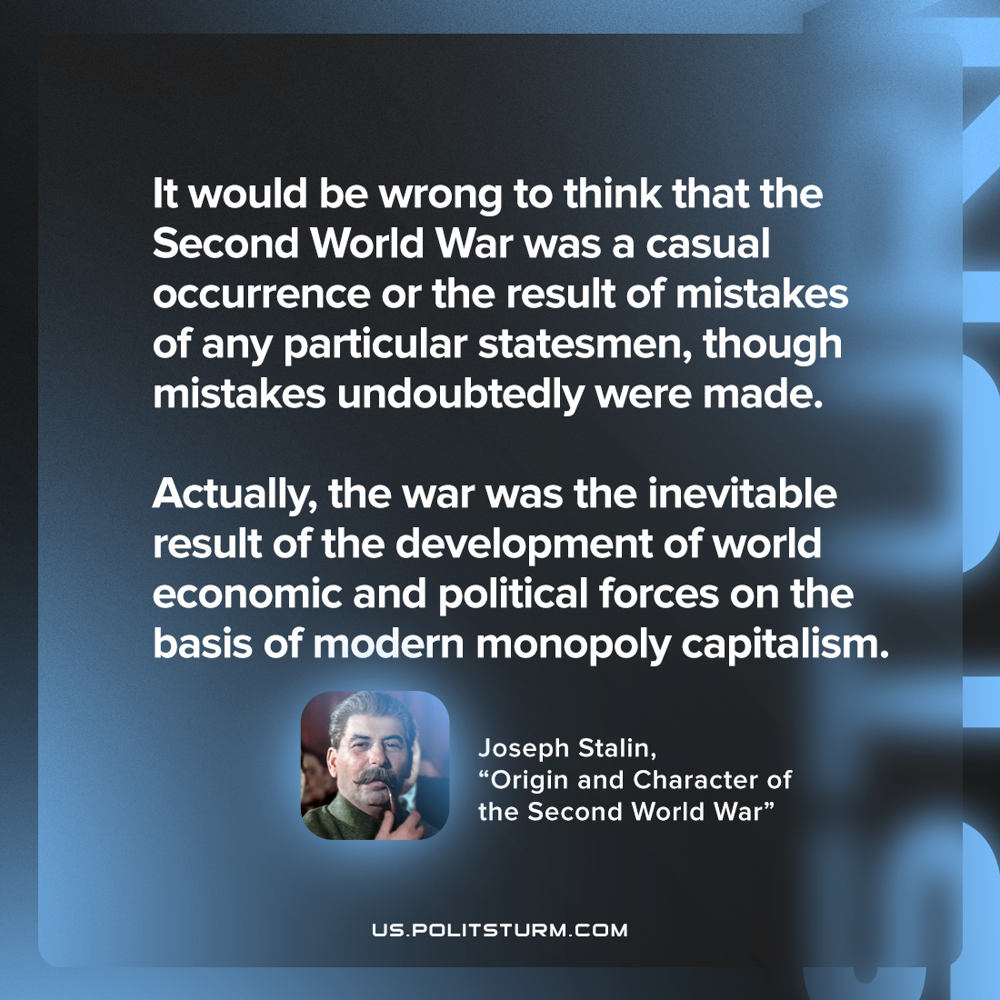 It would be wrong to think that the
Second World War was a casual
occurrence or the result of mistakes
of any particular statesmen, though
mistakes undoubtedly were made.
Actually, the war was the inevitable
result of the development of world
economic and political forces on the
basis of modern monopoly capitalism.
Joseph Stalin,
“Origin and Character of
the Second World War”
US.POLITSTURM.COM